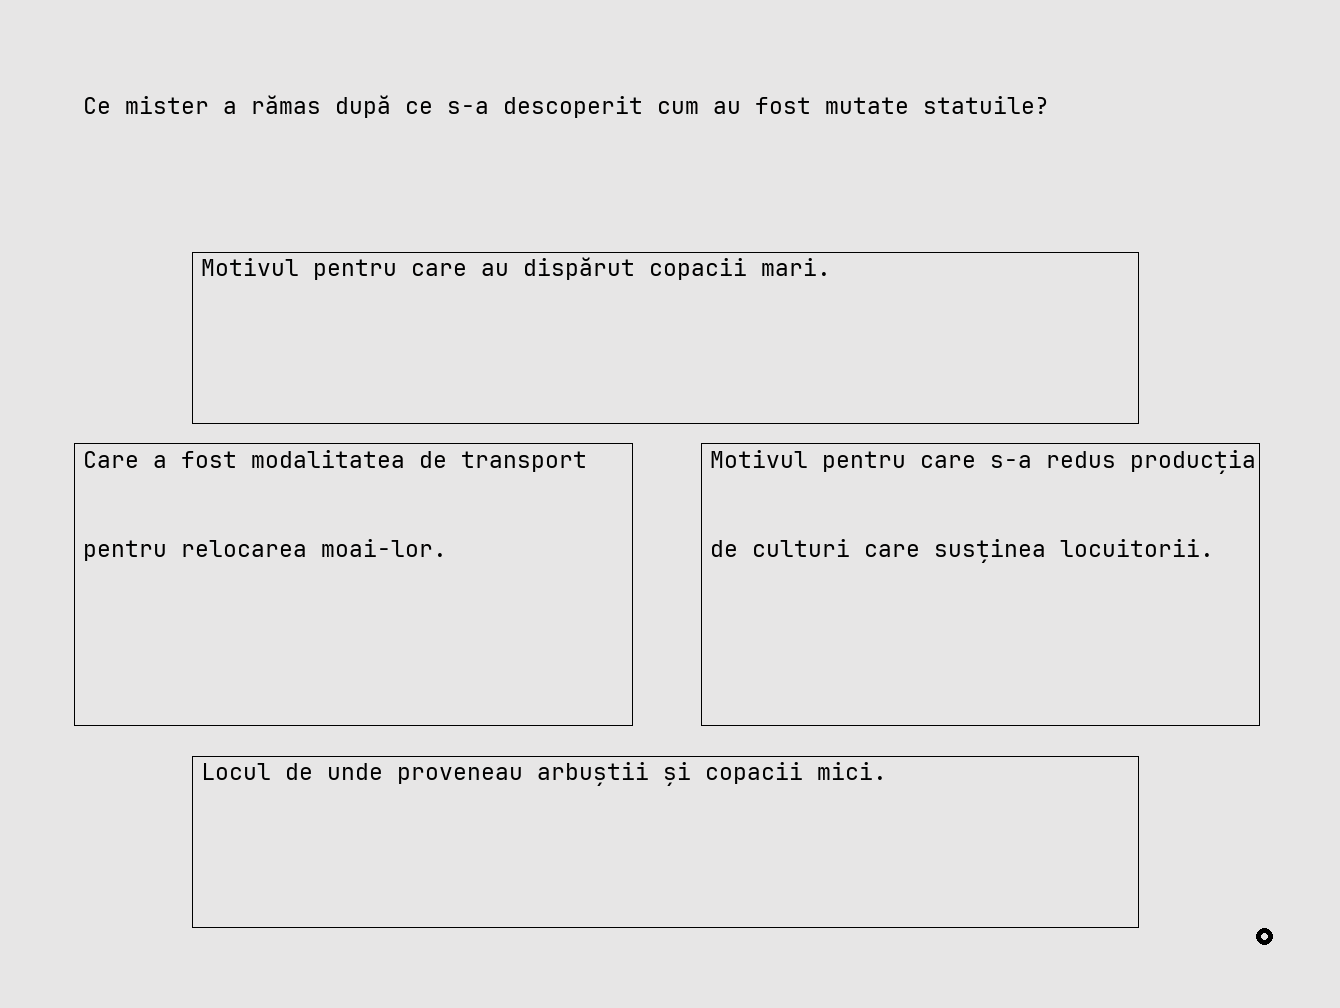 Ce mister a rămas după ce s-a descoperit cum au fost mutate statuile?
Motivul pentru care au dispărut copacii mari.
Care a fost modalitatea de transport
pentru relocarea moai-lor.
Motivul pentru care s-a redus producția
de culturi care susținea locuitorii.
Locul de unde proveneau arbuștii și copacii mici.